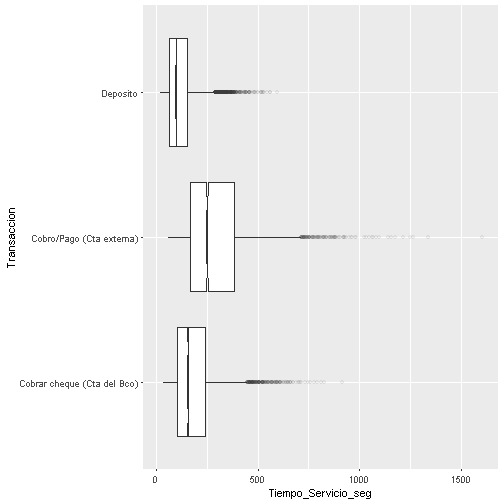 Transaccion
Deposito
Cobro/Pago (Cta externa)
Cobrar cheque (Cta del Bco)
0 500 1000 1500
Tiempo_Servicio_seg